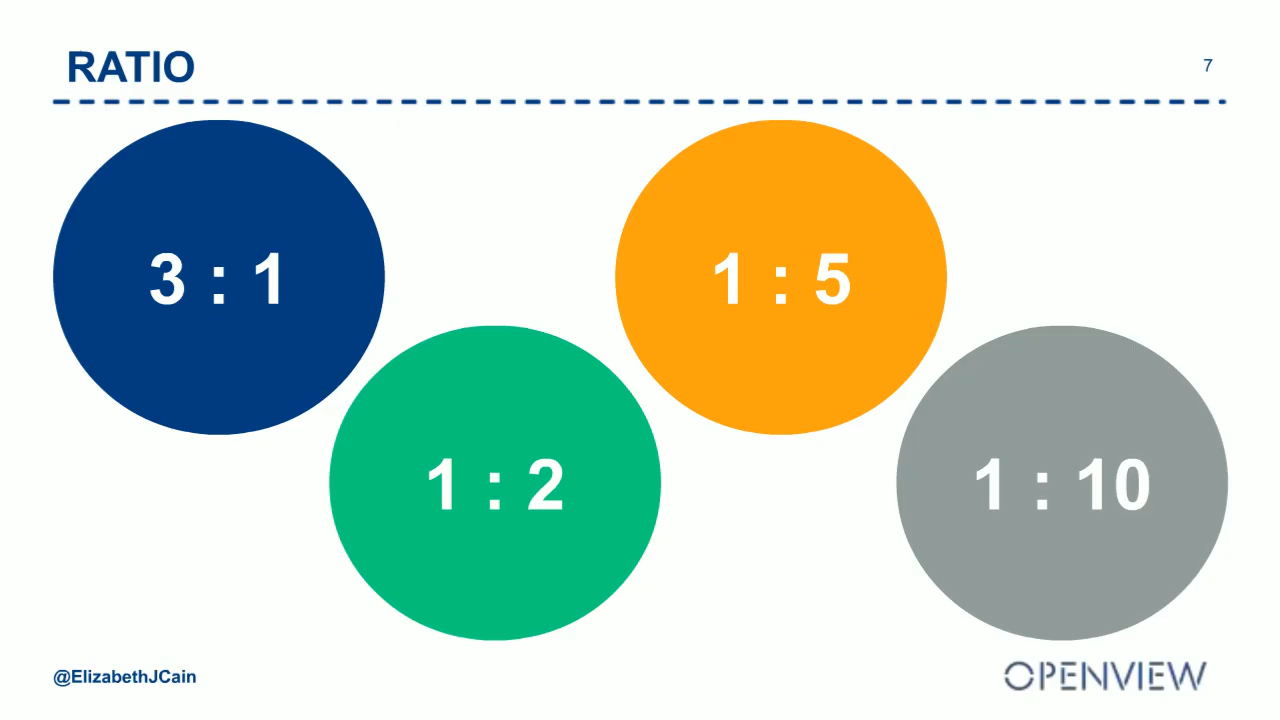 RATIO
7
3 : 1
1 : 5
1 : 2
1 : 10
@ElizabethJCain
OPENVIEW